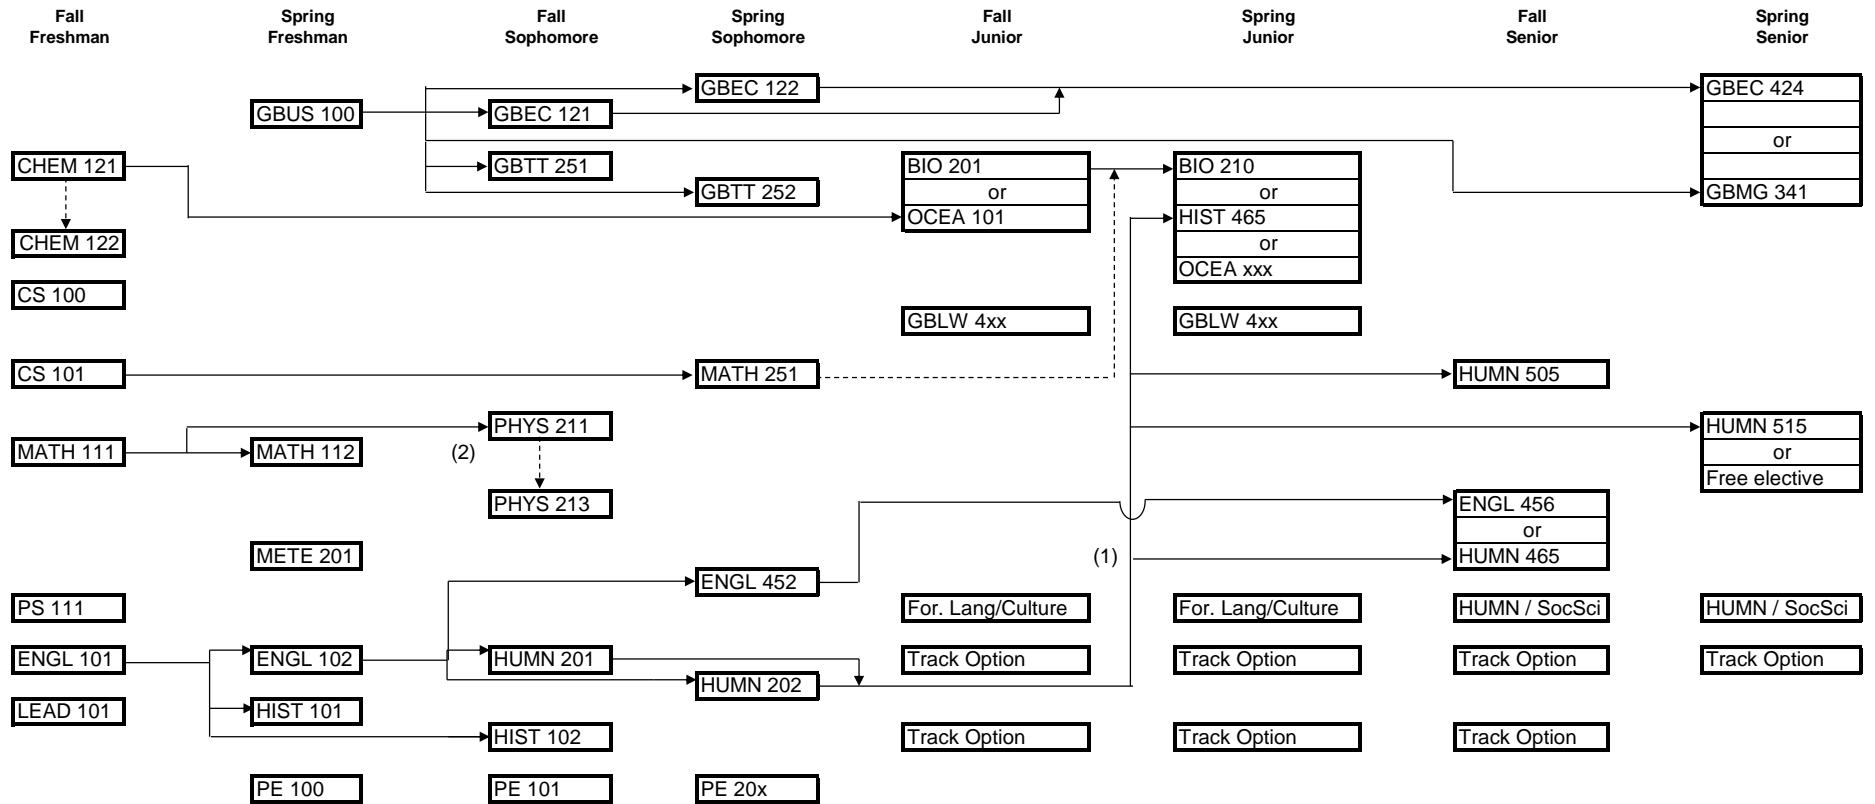 Fall Spring Fall Spring Fall Spring Fall Spring
Freshman Freshman Sophomore Sophomore Junior Junior Senior Senior
GBEC 122 GBEC 424
GBUS 100 GBEC 121
or
CHEM 121 GBTT 251 BIO 201 BIO 210
GBTT 252 or or GBMG 341
OCEA 101 HIST 465
CHEM 122 or
OCEA xxx
CS 100
GBLW 4xx GBLW 4xx
CS 101 MATH 251 HUMN 505
PHYS 211 HUMN 515
MATH 111 MATH 112 (2) or
Free elective
PHYS 213 ENGL 456
or
METE 201 (1) HUMN 465
ENGL 452
PS 111 For. Lang/Culture For. Lang/Culture HUMN / SocSci HUMN / SocSci
ENGL 101 ENGL 102 HUMN 201 Track Option Track Option Track Option Track Option
HUMN 202
LEAD 101 HIST 101
HIST 102 Track Option Track Option Track Option
PE 100 PE 101 PE 20x